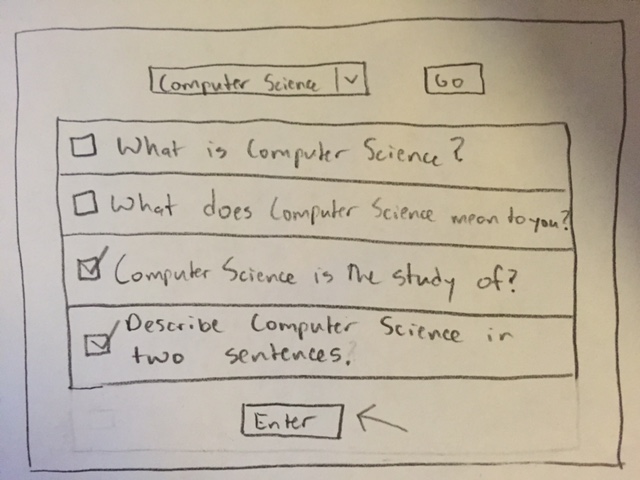 Computer Science
Go
What is Computer Science?
What does Computer Science mean to you?
Computer Science is the study of?
Describe Computer Science in
two sentences.
Enter